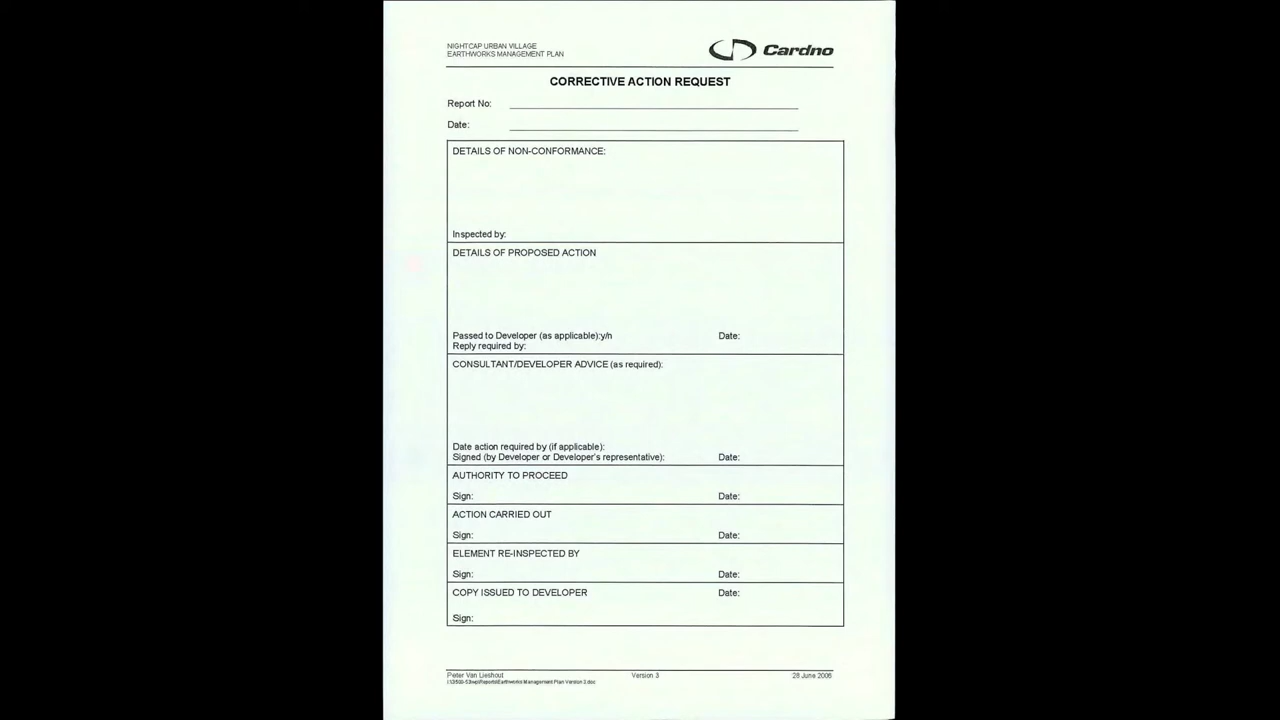 NIGHTCAP URBAN VILLAGE
EARTHWORKS MANAGEMENT PLAN
Cardno
CORRECTIVE ACTION REQUEST
Report No:
Date:
DETAILS OF NON-CONFORMANCE:
Inspected by:
DETAILS OF PROPOSED ACTION
Passed to Developer (as applicable):y/n Date:
Reply required by:
CONSULTANT/DEVELOPER ADVICE (as required):
Date action required by (if applicable):
Signed (by Developer or Developer's representative): Date:
AUTHORITY TO PROCEED
Sign: Date:
ACTION CARRIED OUT
Sign: Date:
ELEMENT RE-INSPECTED BY
Sign: Date:
COPY ISSUED TO DEVELOPER Date:
Sign:
Peter Van Lieshout Version 3 28 June 2006
Management Plan Version 3.doc